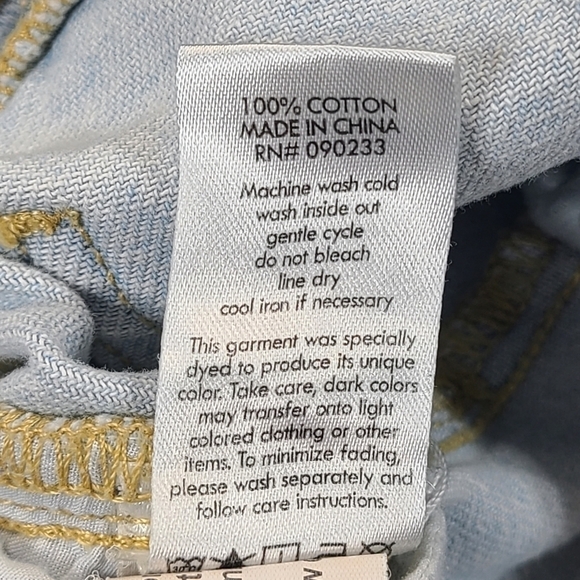 100% COTTON
MADE IN CHINA
RN# 090233
Machine wash cold
wash inside out
gentle cycle
do not bleach
line dry
cool iron if necessary
This garment was specially
dyed to produce its unique
color. Take care, dark colors
may transfer onto light
colored clothing or other
items. To minimize fading,
please wash separately and
follow care instructions.